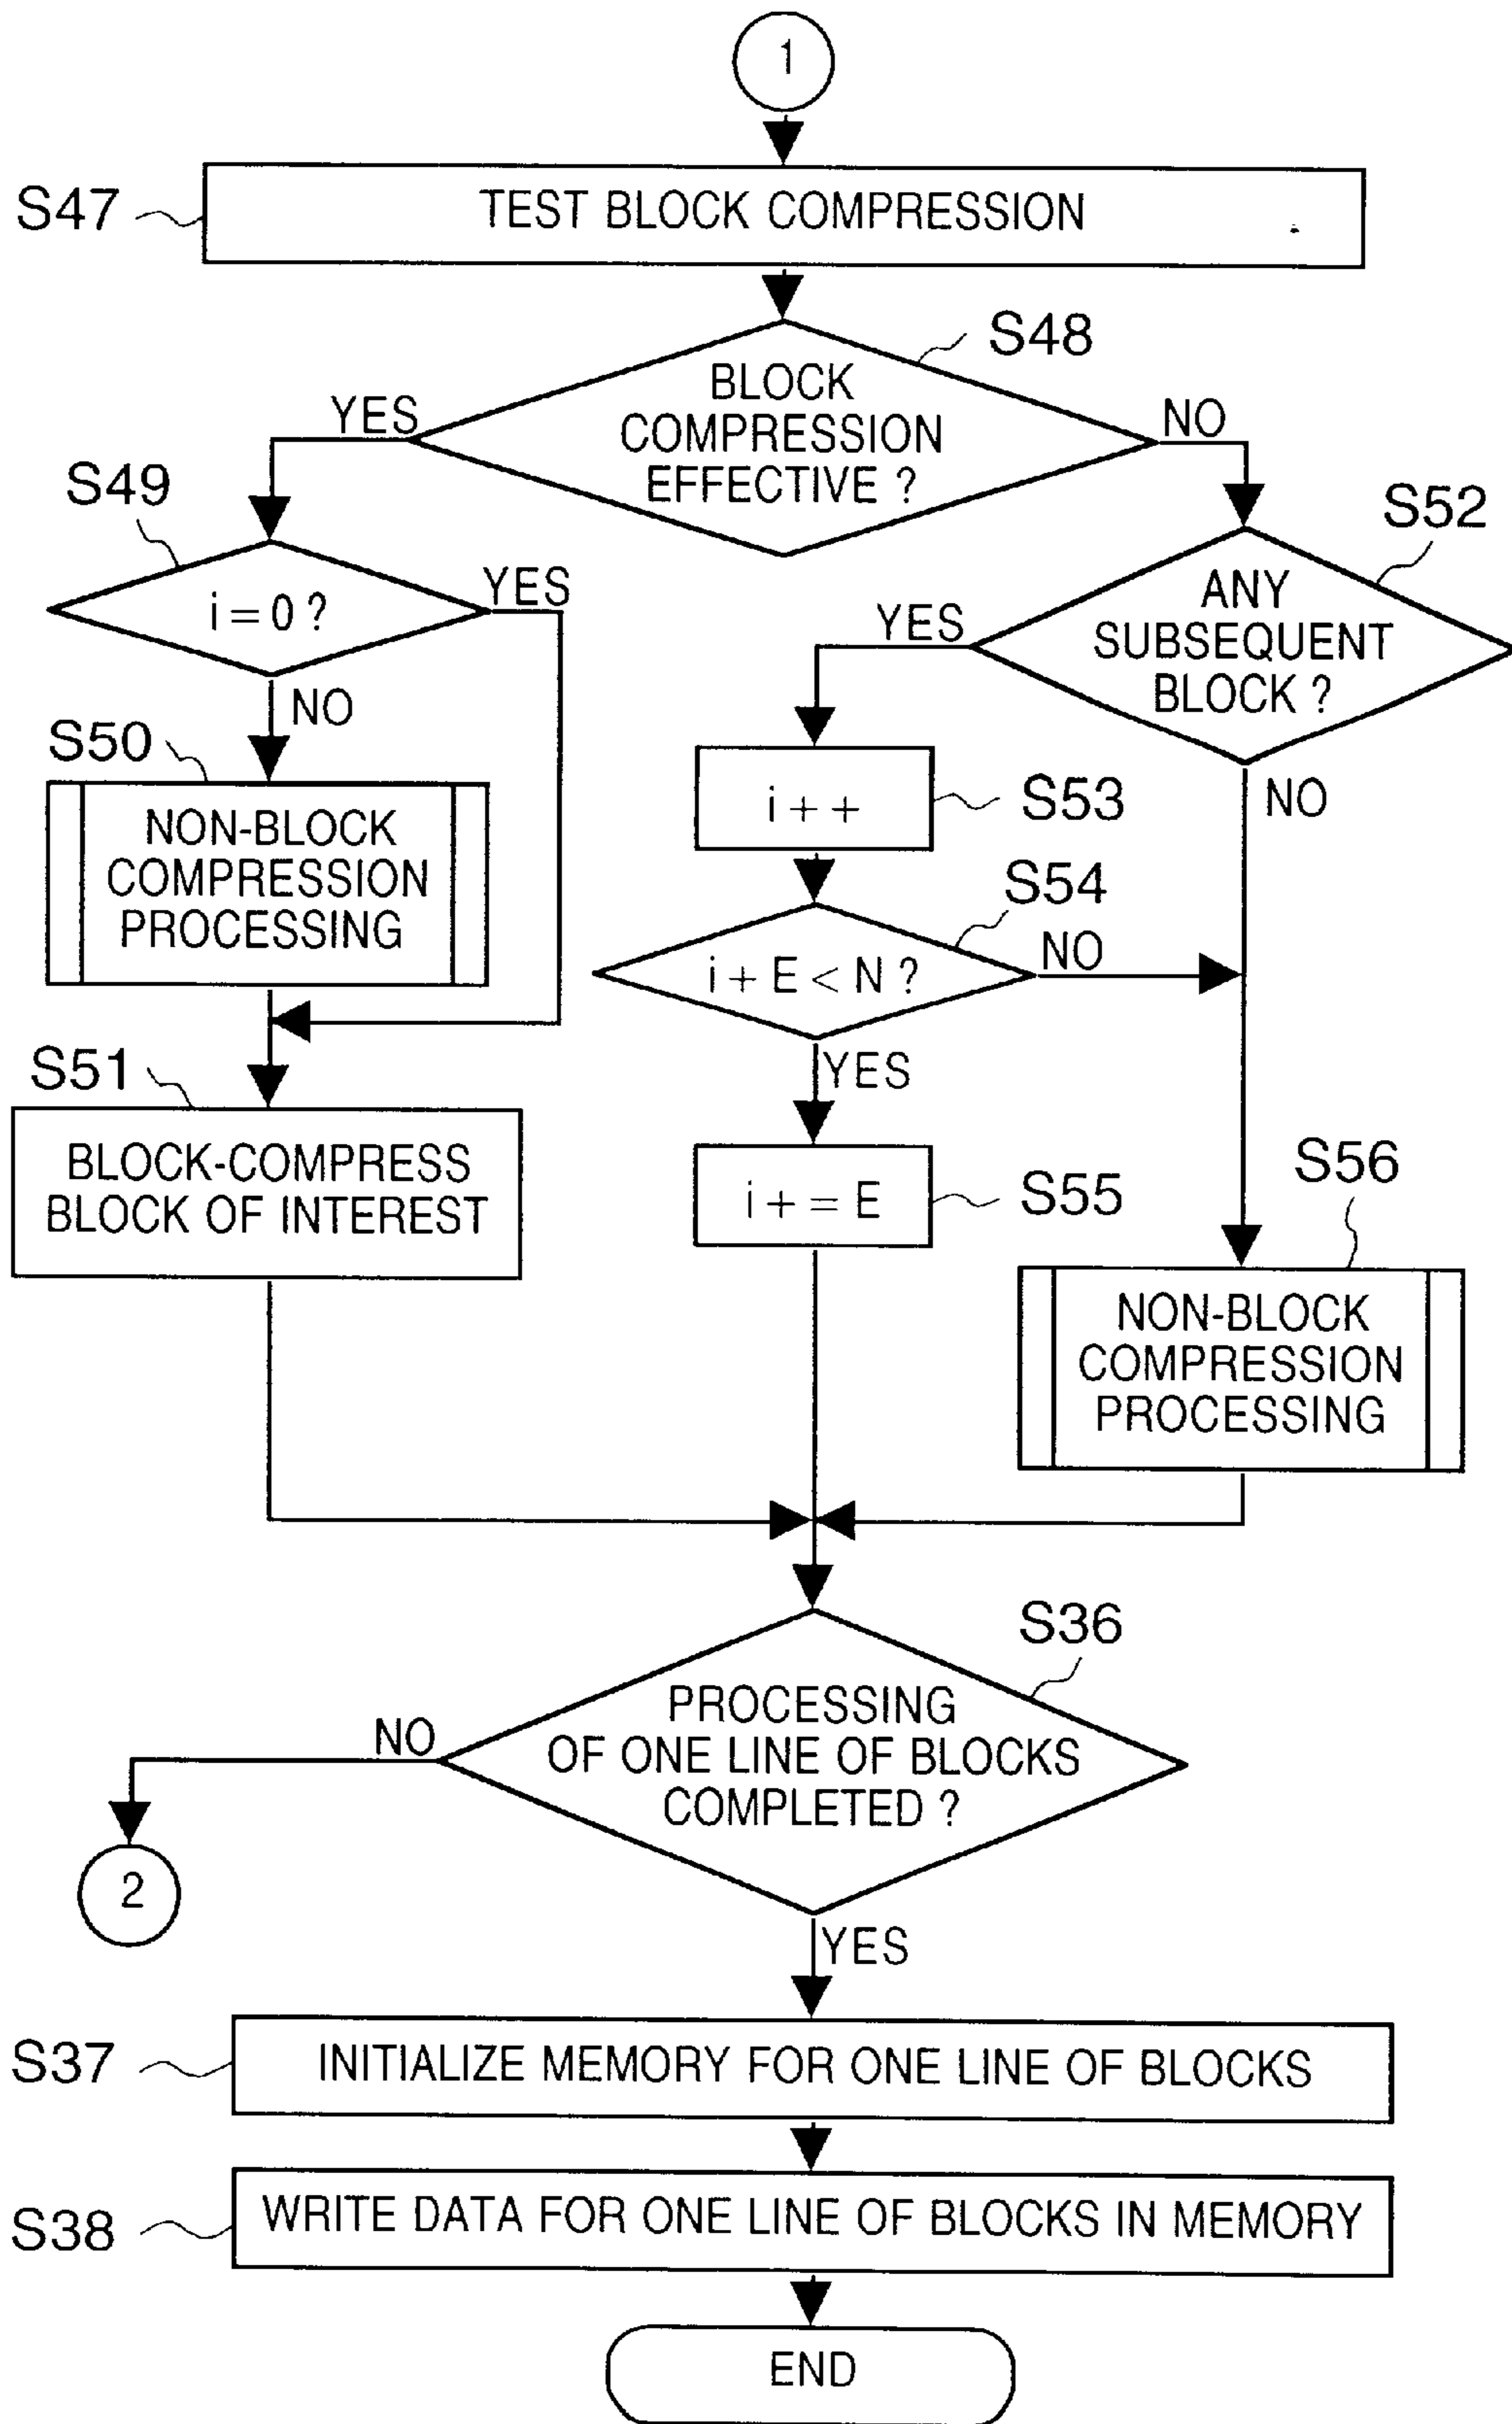 1
S47
TEST BLOCK COMPRESSION
S48
BLOCK
COMPRESSION
EFFECTIVE ?
YES
NO
S49
i = 0 ?
YES
NO
S50
NON-BLOCK
COMPRESSION
PROCESSING
S51
BLOCK-COMPRESS
BLOCK OF INTEREST
S52
ANY
SUBSEQUENT
BLOCK ?
YES
NO
i + +
S53
S54
i + E < N ?
NO
YES
i + = E
S55
S56
NON-BLOCK
COMPRESSION
PROCESSING
S36
PROCESSING
OF ONE LINE OF BLOCKS
COMPLETED ?
NO
2
YES
S37
INITIALIZE MEMORY FOR ONE LINE OF BLOCKS
S38
WRITE DATA FOR ONE LINE OF BLOCKS IN MEMORY
END